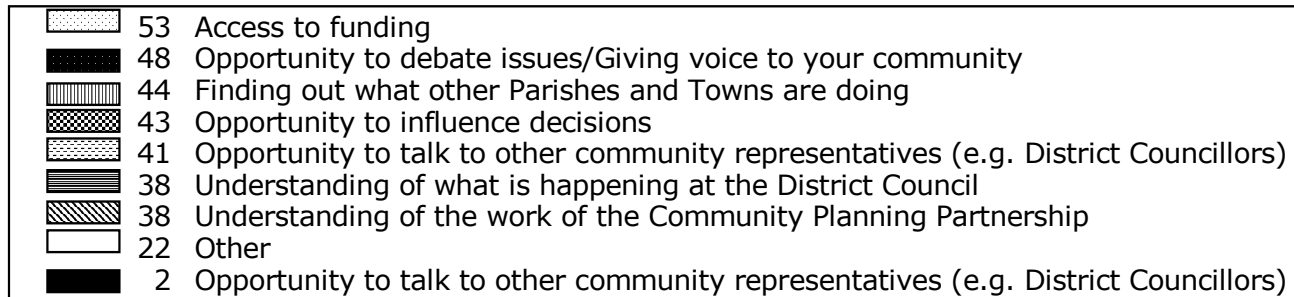 53 Access to funding
48 Opportunity to debate issues/Giving voice to your community
44 Finding out what other Parishes and Towns are doing
43 Opportunity to influence decisions
41 Opportunity to talk to other community representatives (e.g. District Councillors)
38 Understanding of what is happening at the District Council
38 Understanding of the work of the Community Planning Partnership
22 Other
2 Opportunity to talk to other community representatives (e.g. District Councillors)